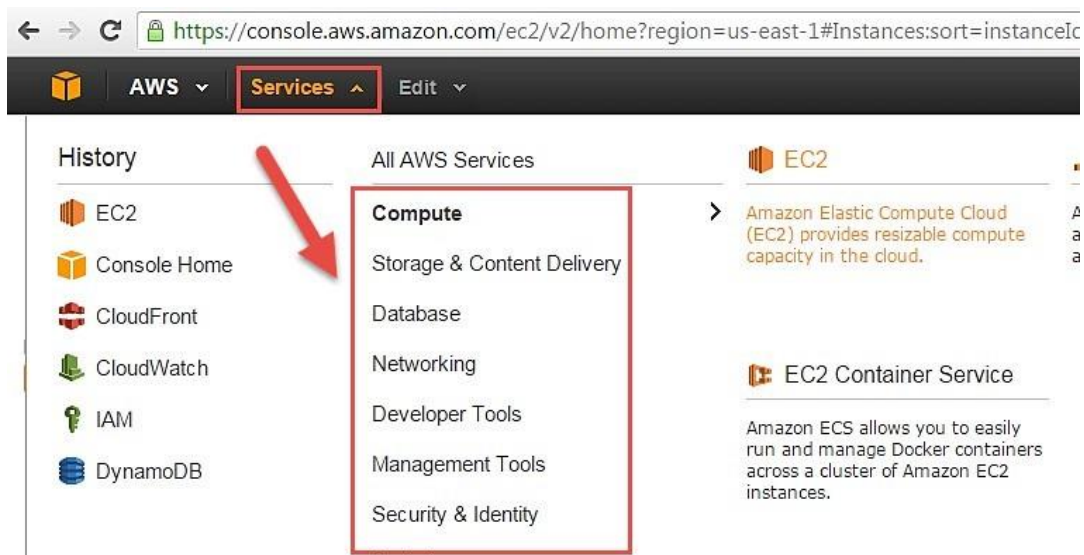 https://console.aws.amazon.com/ec2/v2/home?region=us-east-1#Instances:sort=instanceId
AWS Services Edit
History
EC2
Console Home
CloudFront
CloudWatch
IAM
DynamoDB
All AWS Services
Compute
Storage & Content Delivery
Database
Networking
Developer Tools
Management Tools
Security & Identity
EC2
Amazon Elastic Compute Cloud
(EC2) provides resizable compute
capacity in the cloud.
EC2 Container Service
Amazon ECS allows you to easily
run and manage Docker containers
across a cluster of Amazon EC2
instances.